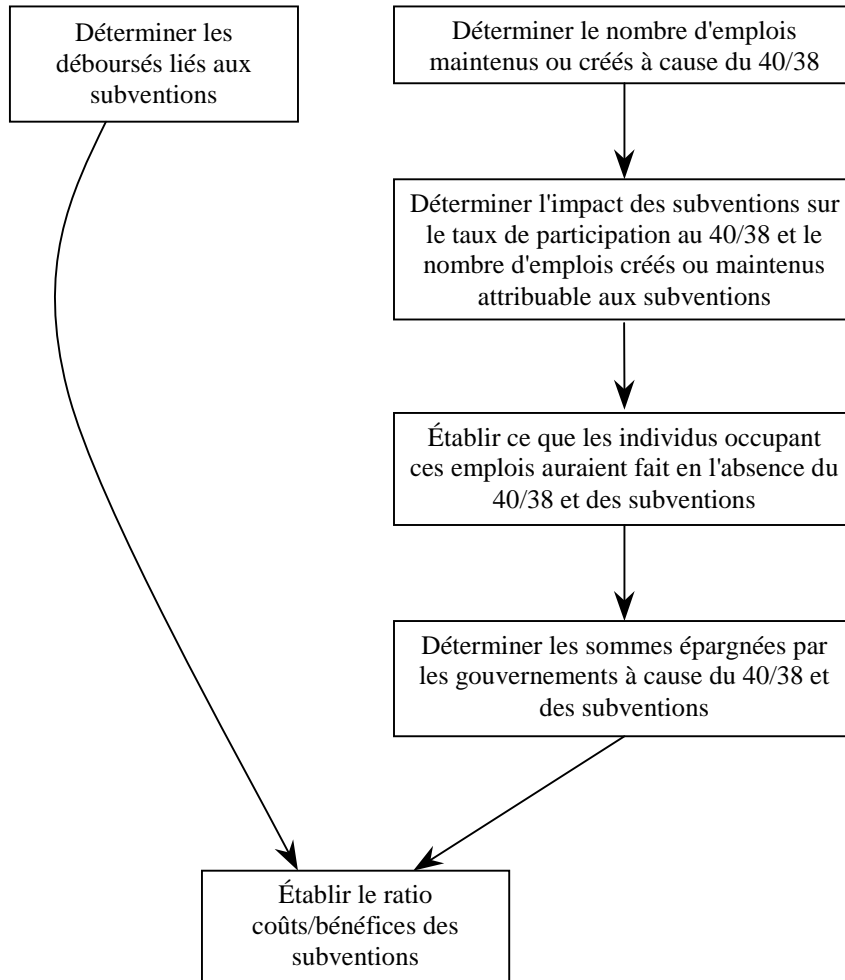 Déterminer les
déboursés liés aux
subventions
Déterminer le nombre d'emplois
maintenus ou créés à cause du 40/38
Déterminer l'impact des subventions sur
le taux de participation au 40/38 et le
nombre d'emplois créés ou maintenus
attribuable aux subventions
Établir ce que les individus occupant
ces emplois auraient fait en l'absence du
40/38 et des subventions
Déterminer les sommes épargnées par
les gouvernements à cause du 40/38 et
des subventions
Établir le ratio
coûts/bénéfices des
subventions